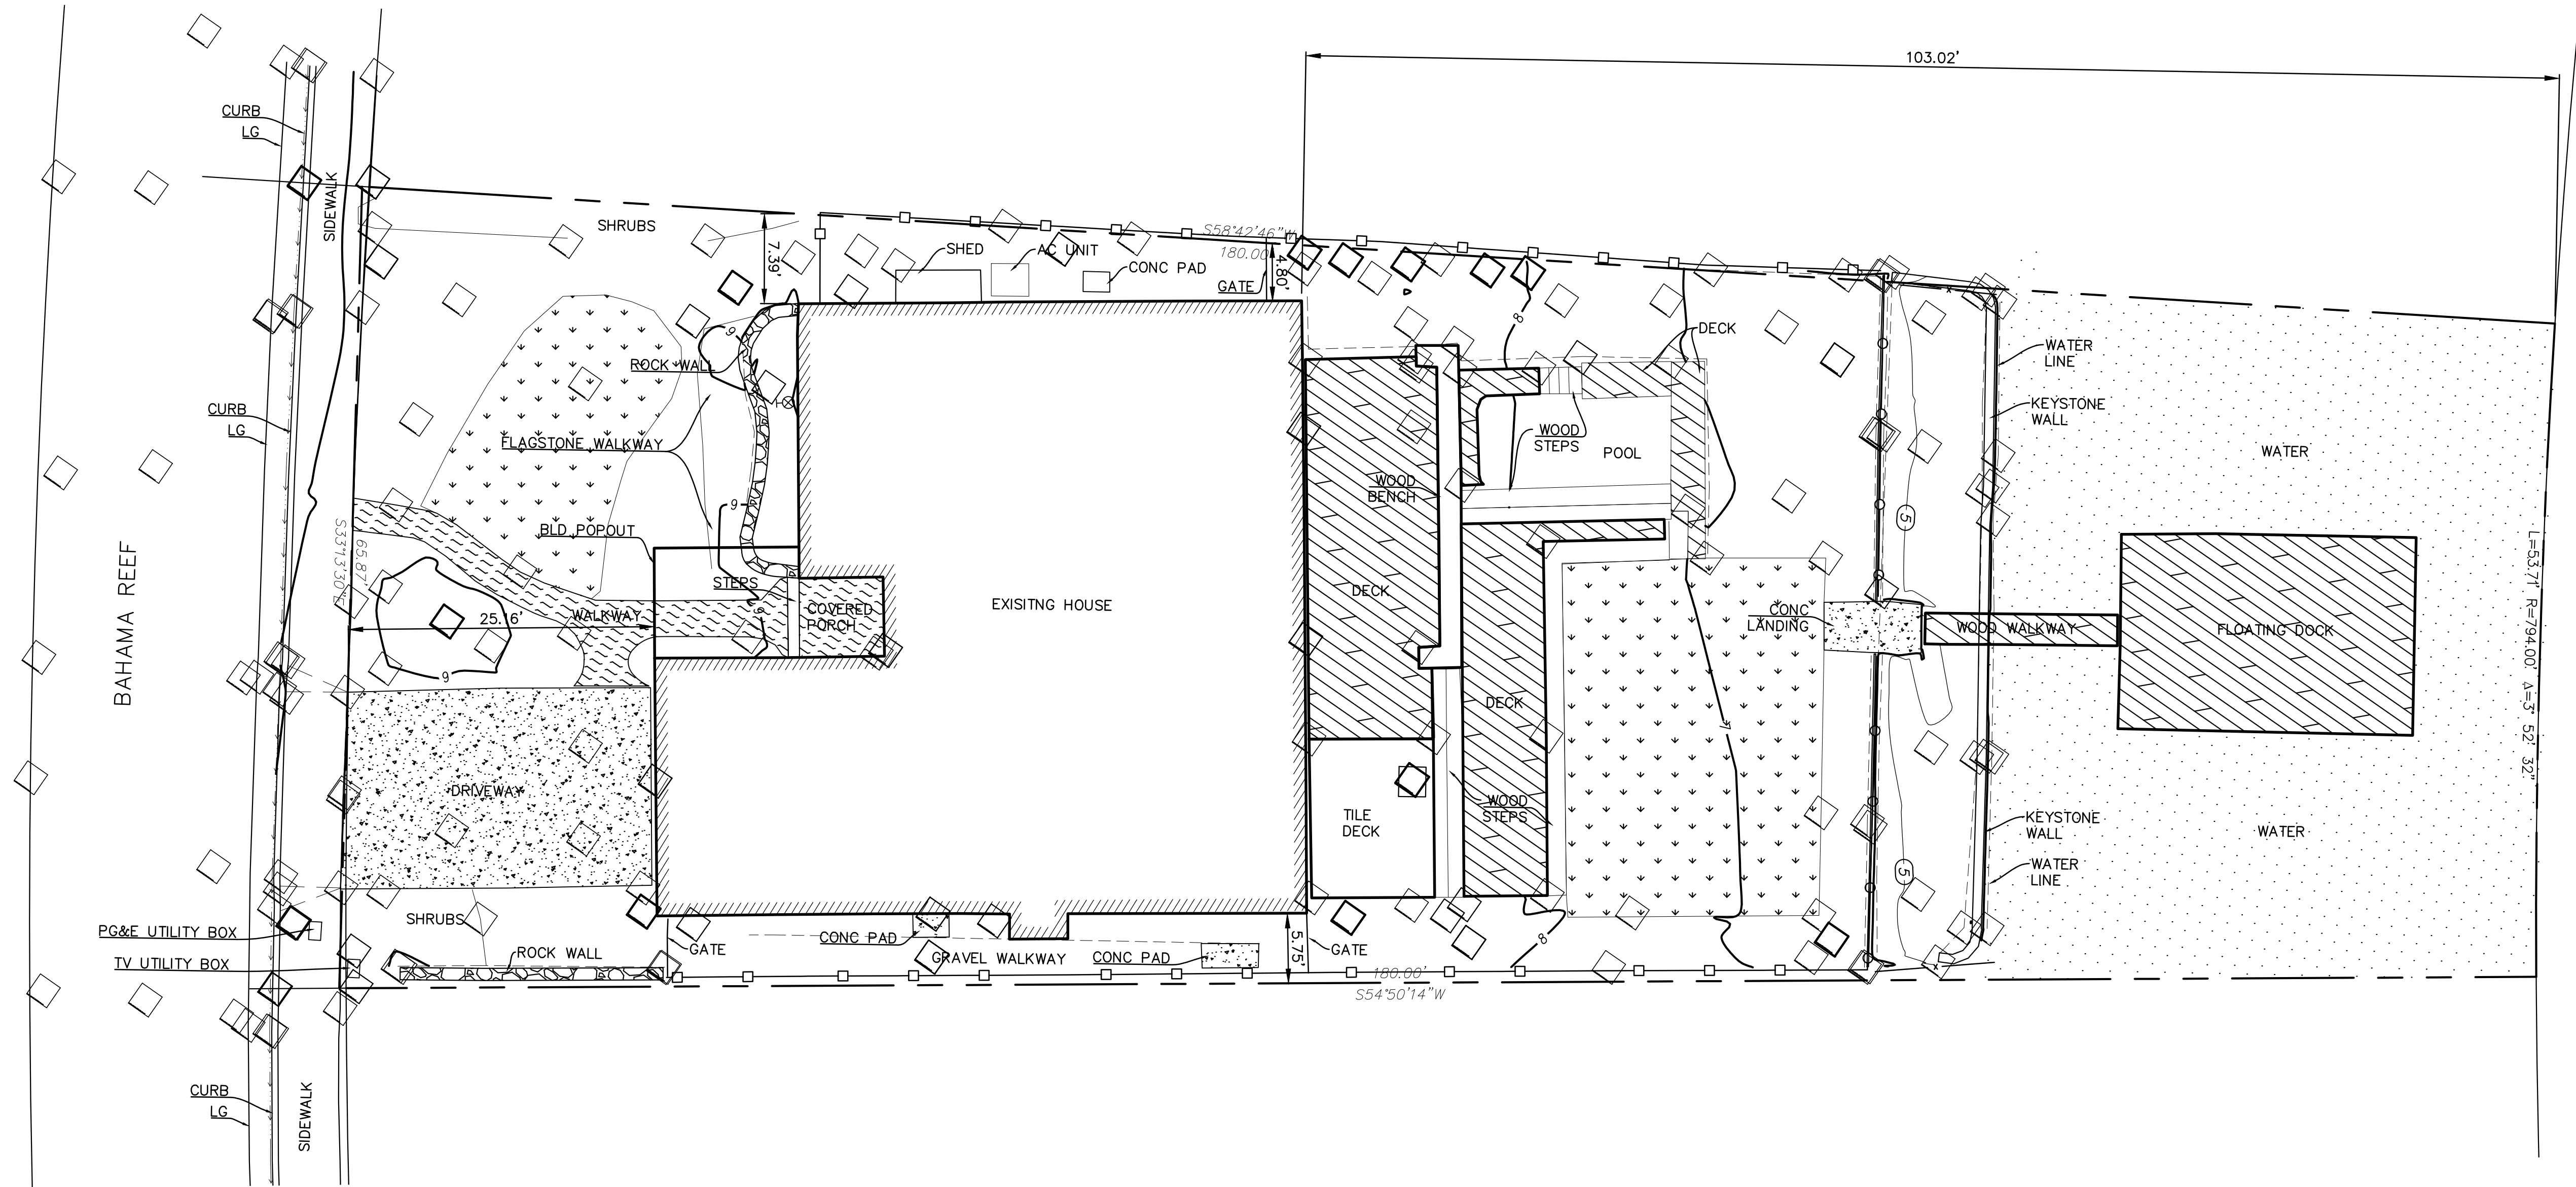 103.02'
CURB
LG
SIDEWALK
SHRUBS
7.39'
SHED
AC UNIT
CONC PAD
S58°42'46"W
180.00'
4.80'
GATE
8
DECK
9
ROCK WALL
WATER
LINE
KEYSTONE
WALL
CURB
LG
FLAGSTONE WALKWAY
9
WOOD
STEPS
POOL
WOOD
BENCH
WATER
5
BLD POPOUT
STEPS
BAHAMA REEF
S33°13'30"E
65.87'
25.16'
WALKWAY
9
COVERED
PORCH
EXISITNG HOUSE
DECK
CONC
LANDING
WOOD WALKWAY
FLOATING DOCK
L=53.71' R=794.00' Δ=3° 52' 32"
9
DECK
7
DRIVEWAY
TILE
DECK
WOOD
STEPS
KEYSTONE
WALL
WATER
WATER
LINE
5
SHRUBS
PG&E UTILITY BOX
TV UTILITY BOX
ROCK WALL
GATE
CONC PAD
GRAVEL WALKWAY
CONC PAD
5.75'
GATE
8
180.00'
S54°50'14"W
CURB
LG
SIDEWALK